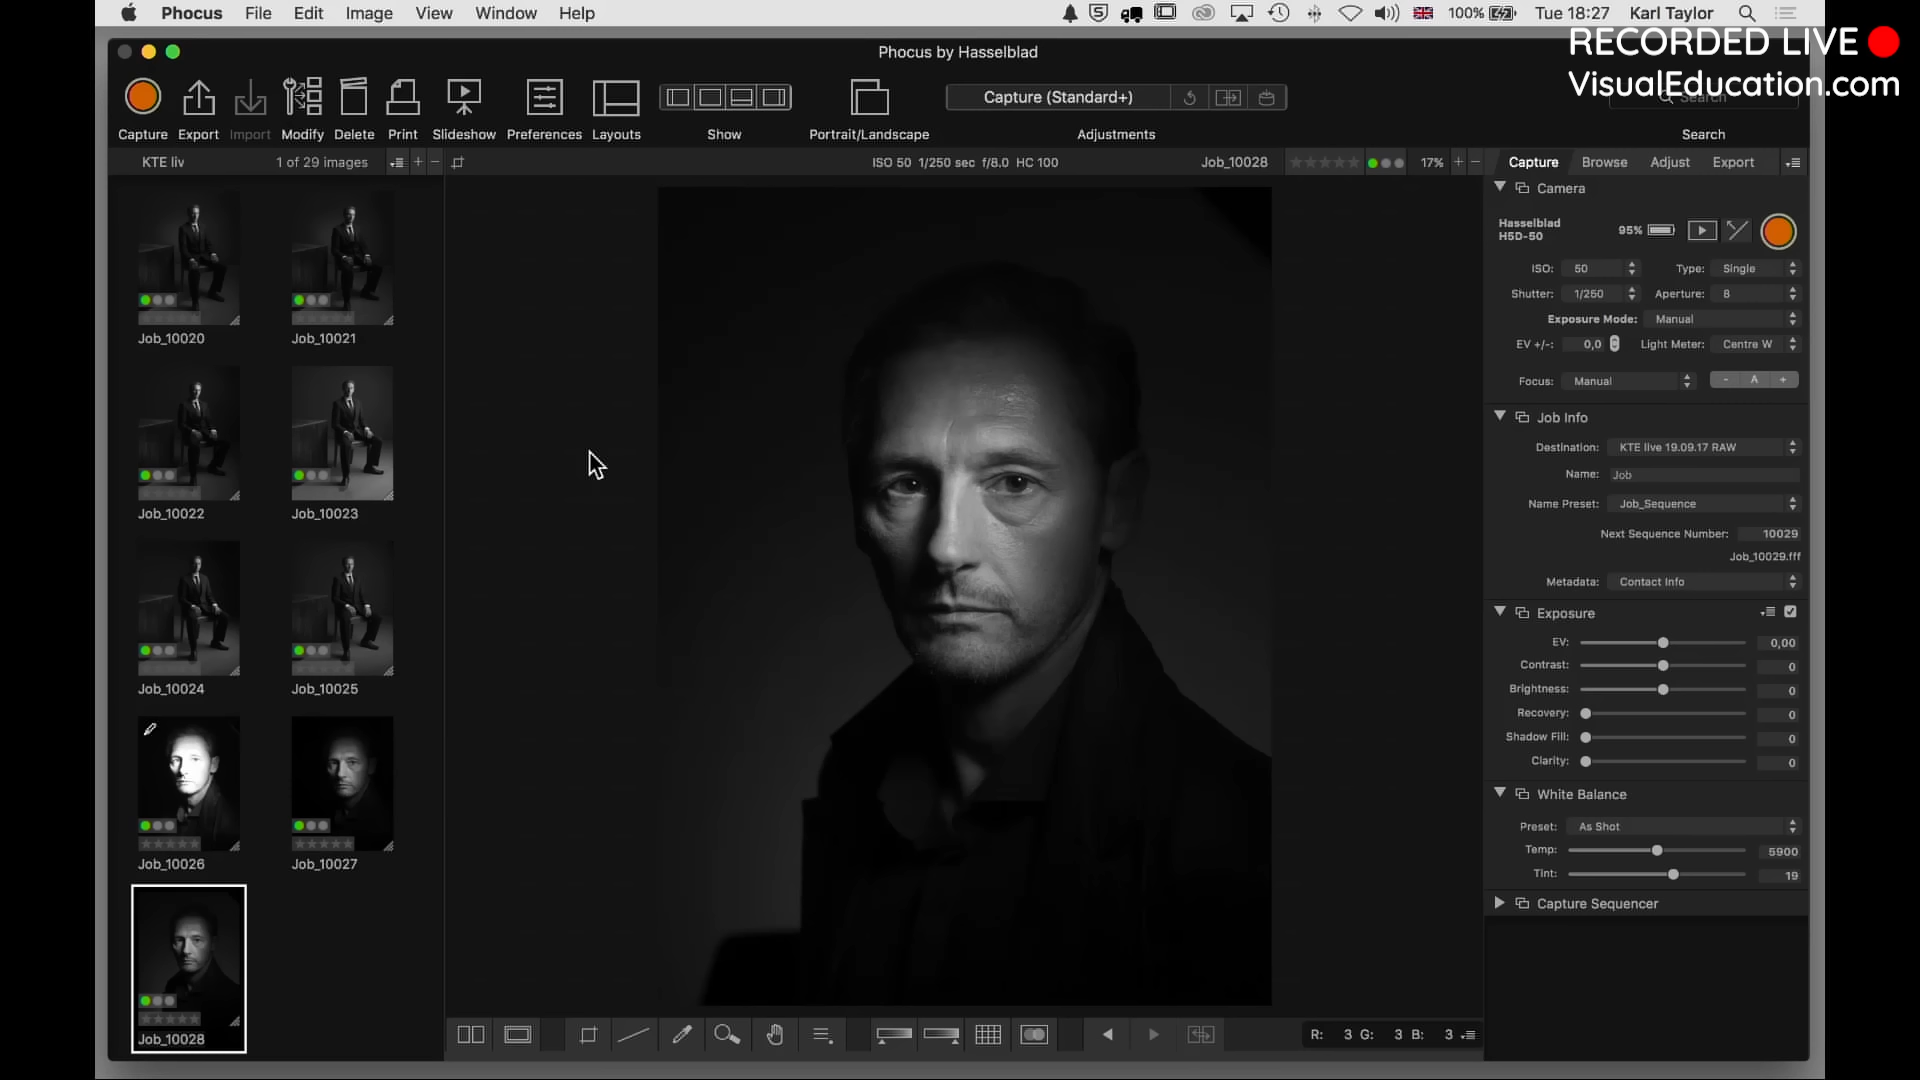 Phocus File Edit Image View Window Help 100% Tue 18:27 Karl Taylor
RECORDED LIVE
VisualEducation.com
Phocus by Hasselblad
Capture Export Import Modify Delete Print Slideshow Preferences Layouts Show Portrait/Landscape Capture (Standard+) Adjustments Search
Search
KTE liv 1 of 29 images
ISO 50 1/250 sec f/8.0 HC 100 Job_10028 17% + −
Capture Browse Adjust Export
Job_10020 Job_10021
Job_10022 Job_10023
Job_10024 Job_10025
Job_10026 Job_10027
Job_10028
Camera
Hasselblad
H5D-50
95%
ISO: 50 Type: Single
Shutter: 1/250 Aperture: 8
Exposure Mode: Manual
EV +/-: 0,0 Light Meter: Centre W
Focus: Manual - A +
Job Info
Destination: KTE live 19.09.17 RAW
Name: Job
Name Preset: Job_Sequence
Next Sequence Number: 10029
Job_10029.fff
Metadata: Contact Info
Exposure
EV: 0,00
Contrast: 0
Brightness: 0
Recovery: 0
Shadow Fill: 0
Clarity: 0
White Balance
Preset: As Shot
Temp: 5900
Tint: 19
Capture Sequencer
R: 3 G: 3 B: 3